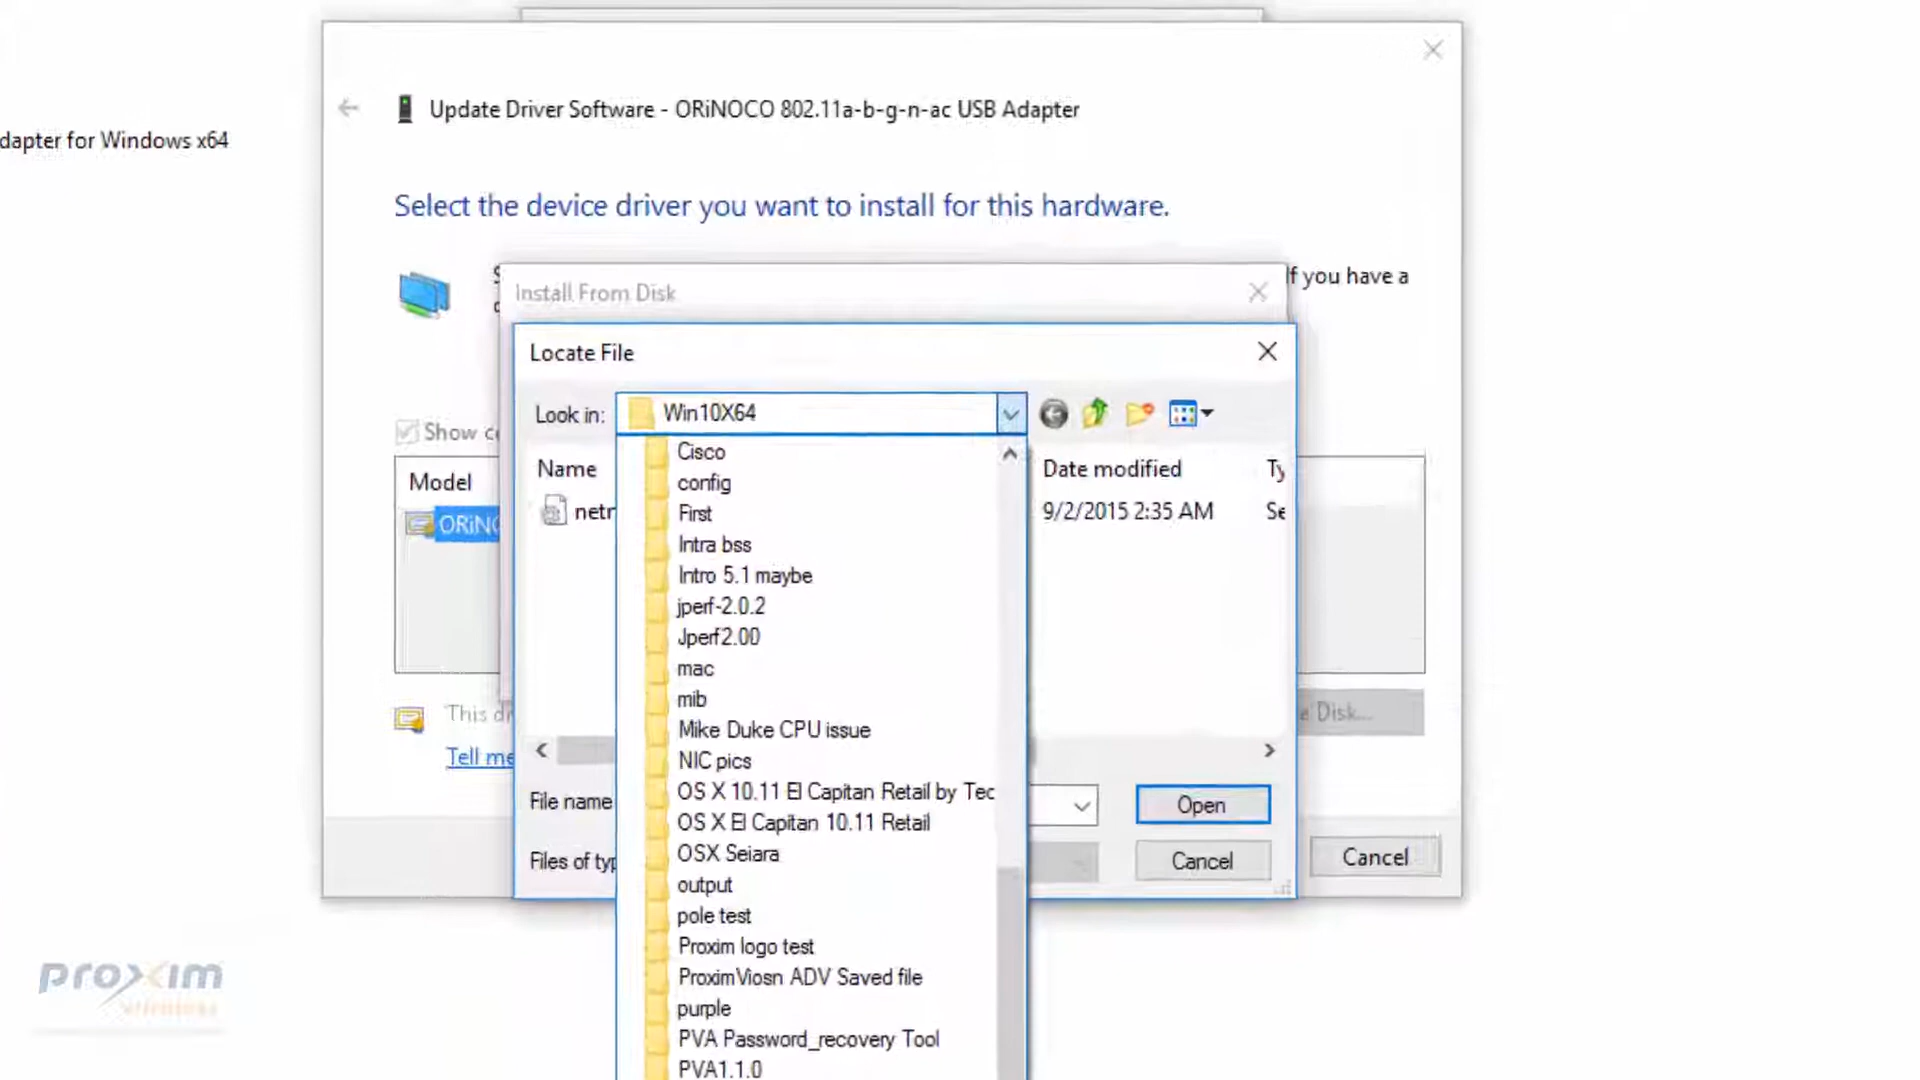 Update Driver Software - ORiNOCO 802.11a-b-g-n-ac USB Adapter
dapter for Windows x64
Select the device driver you want to install for this hardware.
If you have a
Install From Disk
Locate File
Look in:
Win10X64
Show
Cisco
config
First
Intra bss
Intro 5.1 maybe
jperf-2.0.2
Jperf2.00
mac
mib
Mike Duke CPU issue
NIC pics
OS X 10.11 El Capitan Retail by Tec
OS X El Capitan 10.11 Retail
OSX Seiara
output
pole test
Proxim logo test
ProximViosn ADV Saved file
purple
PVA Password_recovery Tool
PVA1.1.0
Name
Date modified
Ty
netr
9/2/2015 2:35 AM
Se
Model
ORiNO
This dr
Tell me
e Disk...
File name
Open
Files of typ
Cancel
Cancel
proxim
wireless